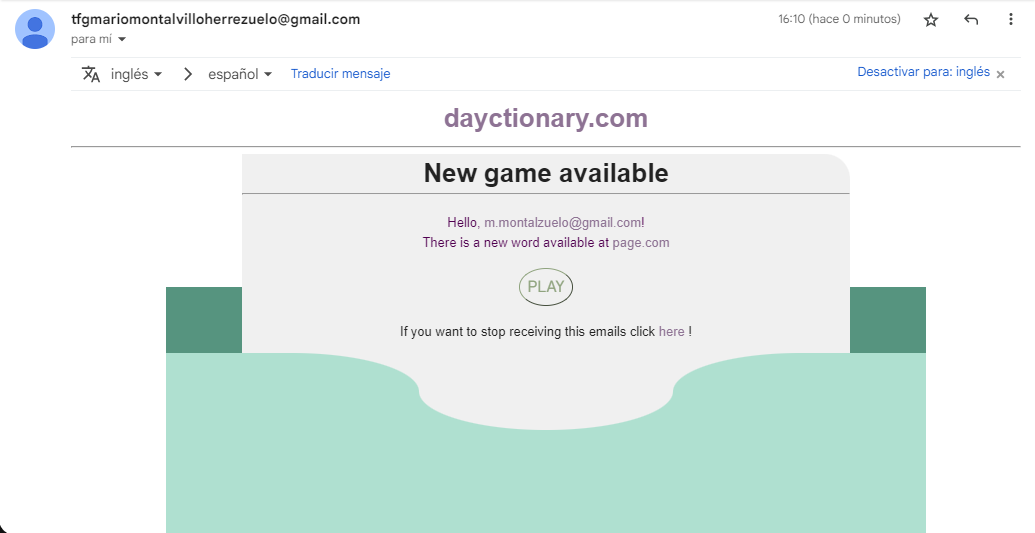 tfgmariomontalvilloherrezuelo@gmail.com
16:10 (hace 0 minutos)
para mí
inglés
español
Traducir mensaje
Desactivar para: inglés
dayctionary.com
New game available
Hello, m.montalzuelo@gmail.com!
There is a new word available at page.com
PLAY
If you want to stop receiving this emails click here !